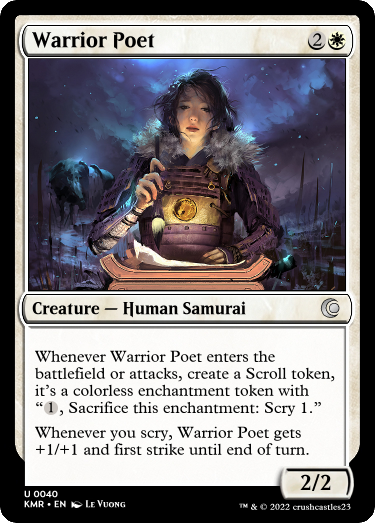 Warrior Poet 2
Creature — Human Samurai
Whenever Warrior Poet enters the
battlefield or attacks, create a Scroll token,
it's a colorless enchantment token with
“1, Sacrifice this enchantment: Scry 1.”
Whenever you scry, Warrior Poet gets
+1/+1 and first strike until end of turn.
2/2
U 0040
KMR • EN Le Vuong
™ & © 2022 crushcastles23